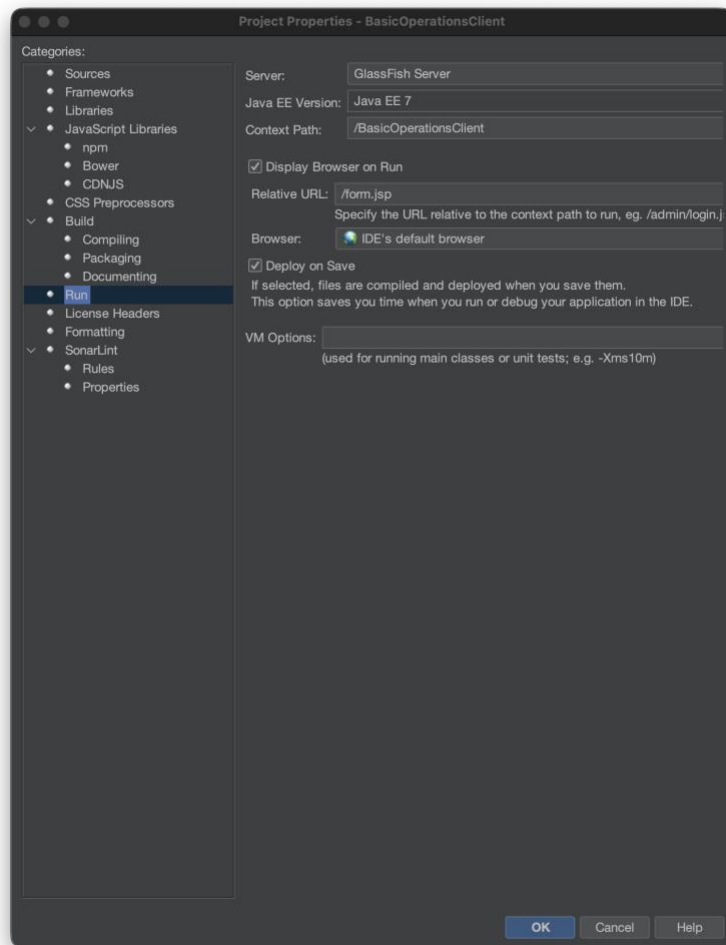 Project Properties - BasicOperationsClient
Categories:
Sources
Frameworks
Libraries
JavaScript Libraries
npm
Bower
CDNJS
CSS Preprocessors
Build
Compiling
Packaging
Documenting
Run
License Headers
Formatting
SonarLint
Rules
Properties
Server: GlassFish Server
Java EE Version: Java EE 7
Context Path: /BasicOperationsClient
Display Browser on Run
Relative URL: /form.jsp
Specify the URL relative to the context path to run, eg. /admin/login.j
Browser: IDE's default browser
Deploy on Save
If selected, files are compiled and deployed when you save them.
This option saves you time when you run or debug your application in the IDE.
VM Options:
(used for running main classes or unit tests; e.g. -Xms10m)
OK Cancel Help